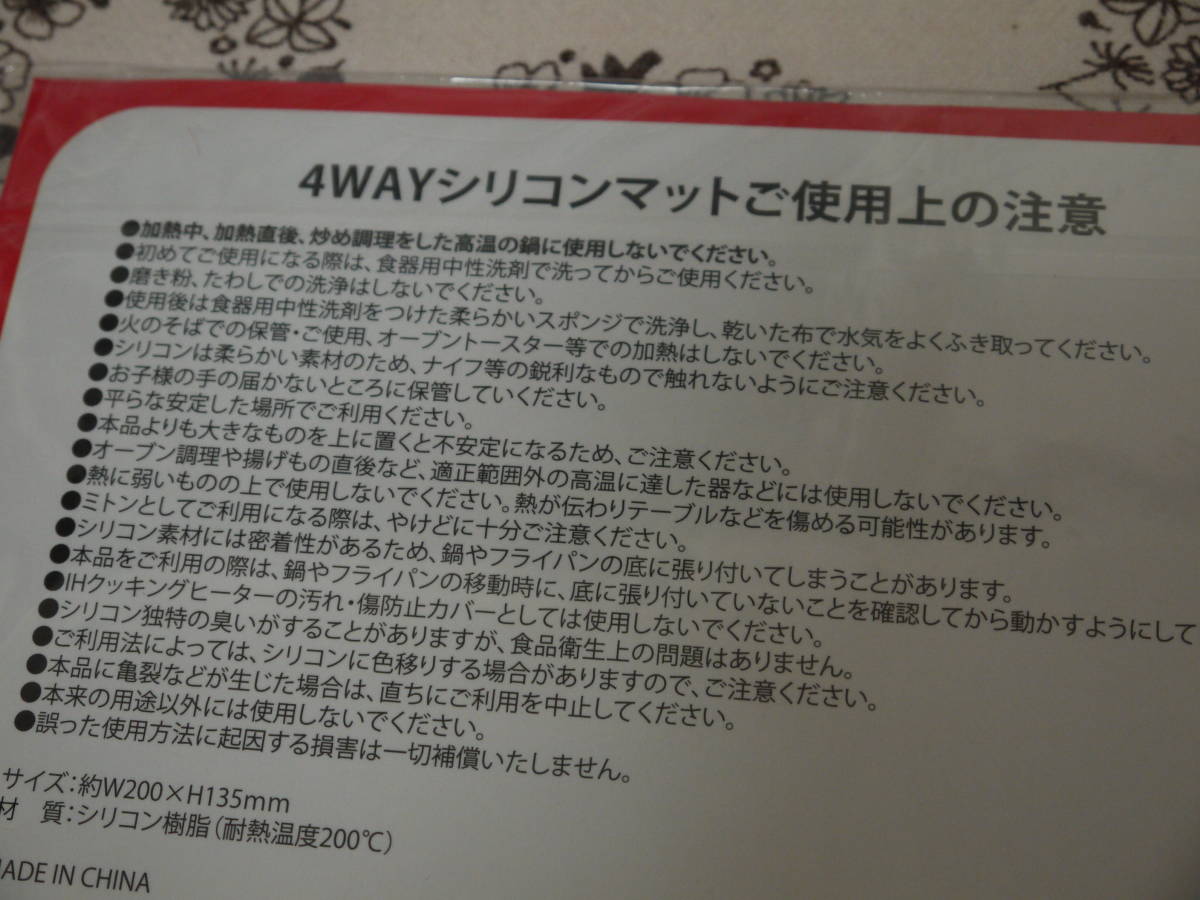 4WAYシリコンマットご使用上の注意
●加熱中、加熱直後、炒め調理をした高温の鍋に使用しないでください。
●初めてご使用になる際は、食器用中性洗剤で洗ってからご使用ください。
●磨き粉、たわしでの洗浄はしないでください。
●使用後は食器用中性洗剤をつけた柔らかいスポンジで洗浄し、乾いた布で水気をよくふき取ってください。
●火のそばでの保管・ご使用、オーブントースター等での加熱はしないでください。
●シリコンは柔らかい素材のため、ナイフ等の鋭利なもので触れないようにご注意ください。
●お子様の手の届かないところに保管していください。
●平らな安定した場所でご利用ください。
●本品よりも大きなものを上に置くと不安定になるため、ご注意ください。
●オーブン調理や揚げもの直後など、適正範囲外の高温に達した器などには使用しないでください。
●熱に弱いものの上で使用しないでください。熱が伝わりテーブルなどを傷める可能性があります。
●ミトンとしてご利用になる際は、やけどに十分ご注意ください。
●シリコン素材には密着性があるため、鍋やフライパンの底に張り付いてしまうことがあります。
●本品をご利用の際は、鍋やフライパンの移動時に、底に張り付いていないことを確認してから動かすようにして
●IHクッキングヒーターの汚れ・傷防止カバーとしては使用しないでください。
●シリコン独特の臭いがすることがありますが、食品衛生上の問題はありません。
●ご利用法によっては、シリコンに色移りする場合がありますので、ご注意ください。
●本品に亀裂などが生じた場合は、直ちにご利用を中止してください。
●本来の用途以外には使用しないでください。
●誤った使用方法に起因する損害は一切補償いたしません。
サイズ：約W200×H135mm
材　質：シリコン樹脂（耐熱温度200℃）
MADE IN CHINA